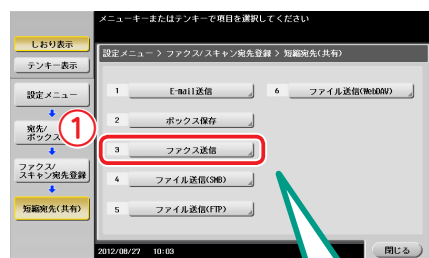 メニューキーまたはテンキーで項目を選択してください
しおり表示
テンキー表示
設定メニュー
宛先/
ボックス
ファクス/
スキャン宛先登録
短縮宛先(共有)
設定メニュー > ファクス/スキャン宛先登録 > 短縮宛先(共有)
1 E-mail送信
6 ファイル送信(WebDAV)
2 ボックス保存
①
3 ファクス送信
4 ファイル送信(SMB)
5 ファイル送信(FTP)
2012/08/27 10:03
閉じる